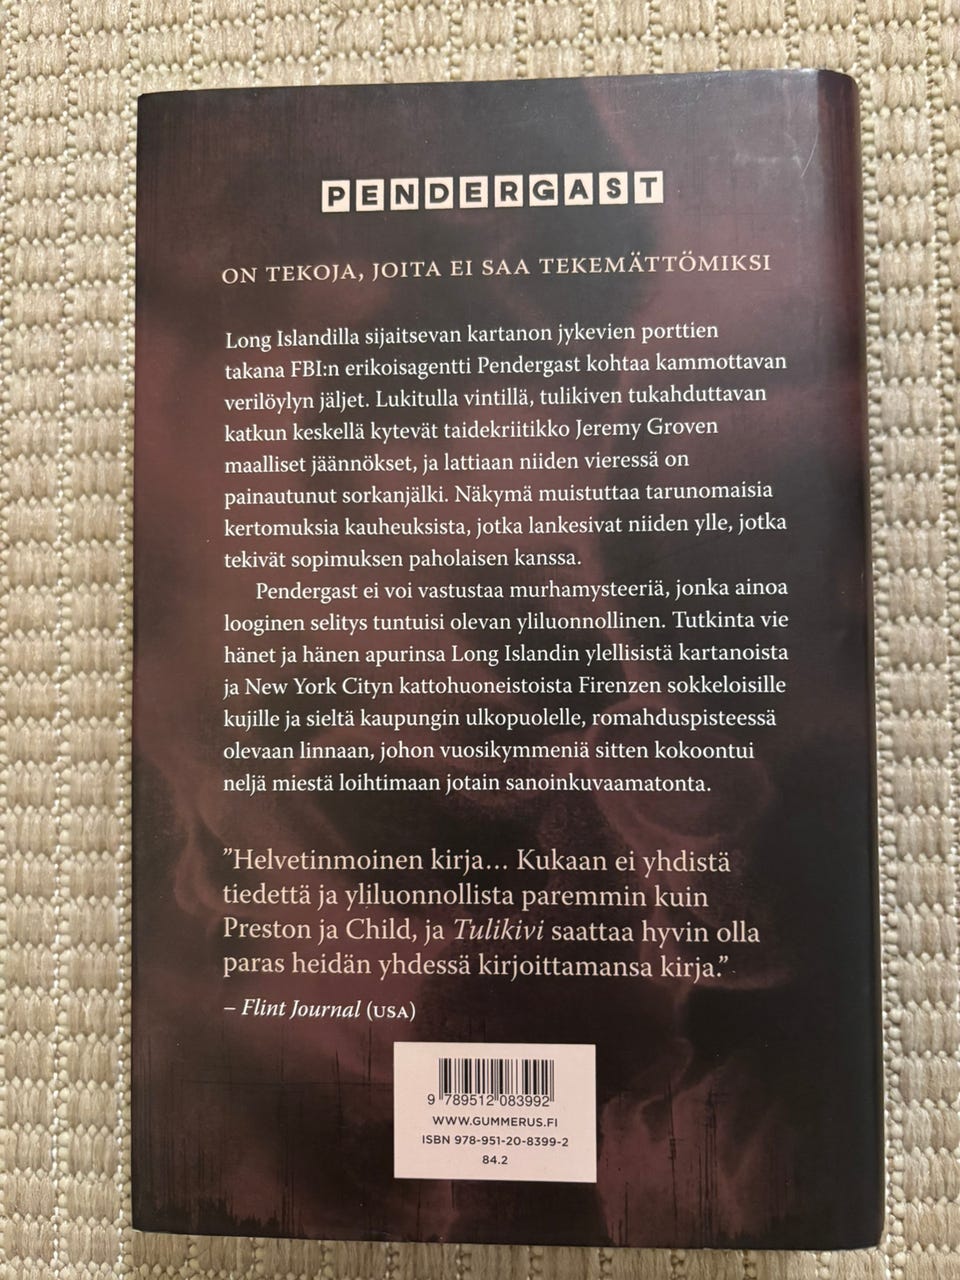 PENDERGAST
ON TEKOJA, JOITA EI SAA TEKEMÄTTÖMIKSI
Long Islandilla sijaitsevan kartanon jykevien porttien
takana FBI:n erikoisagentti Pendergast kohtaa kammottavan
verilöylyn jäljet. Lukitulla vintillä, tulikiven tukahduttavan
katkun keskellä kytevät taidekriitikko Jeremy Groven
maalliset jäännökset, ja lattiaan niiden vieressä on
painautunut sorkanjälki. Näkymä muistuttaa tarunomaisia
kertomuksia kauheuksista, jotka lankesivat niiden ylle, jotka
tekivät sopimuksen paholaisen kanssa.
Pendergast ei voi vastustaa murhamysteeriä, jonka ainoa
looginen selitys tuntuisi olevan yliluonnollinen. Tutkinta vie
hänet ja hänen apurinsa Long Islandin ylellisistä kartanoista
ja New York Cityn kattohuoneistoista Firenzen sokkeloisille
kujille ja sieltä kaupungin ulkopuolelle, romahduspisteessä
olevaan linnaan, johon vuosikymmeniä sitten kokoontui
neljä miestä loihtimaan jotain sanoinkuvaamatonta.
”Helvetinmoinen kirja… Kukaan ei yhdistä
tiedettä ja yliluonnollista paremmin kuin
Preston ja Child, ja Tulikivi saattaa hyvin olla
paras heidän yhdessä kirjoittamansa kirja.”
– Flint Journal (USA)
9 789512 083992
WWW.GUMMERUS.FI
ISBN 978-951-20-8399-2
84.2